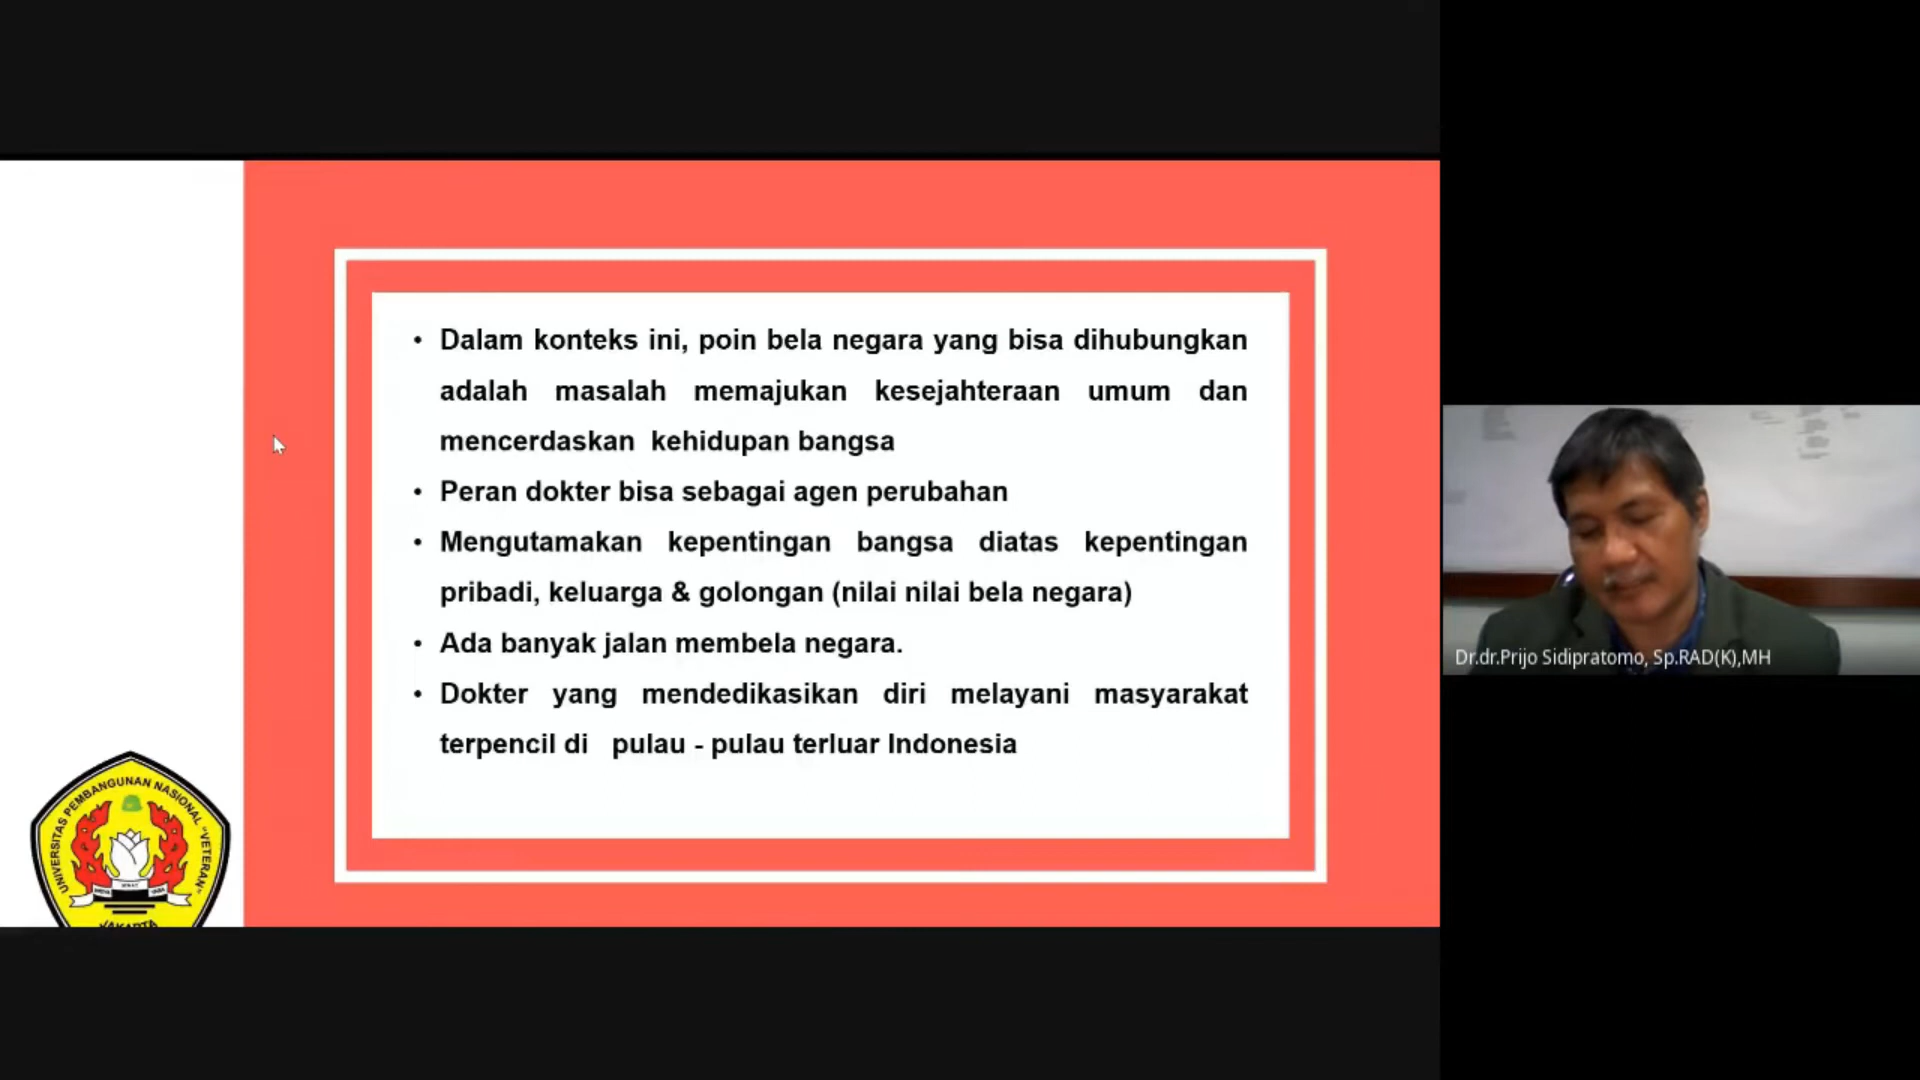 • Dalam konteks ini, poin bela negara yang bisa dihubungkan
adalah masalah memajukan kesejahteraan umum dan
mencerdaskan kehidupan bangsa
• Peran dokter bisa sebagai agen perubahan
• Mengutamakan kepentingan bangsa diatas kepentingan
pribadi, keluarga & golongan (nilai nilai bela negara)
• Ada banyak jalan membela negara.
• Dokter yang mendedikasikan diri melayani masyarakat
terpencil di pulau - pulau terluar Indonesia
UNIVERSITAS PEMBANGUNAN NASIONAL "VETERAN"
JAKARTA
Dr.dr.Prijo Sidipratomo, Sp.RAD(K),MH